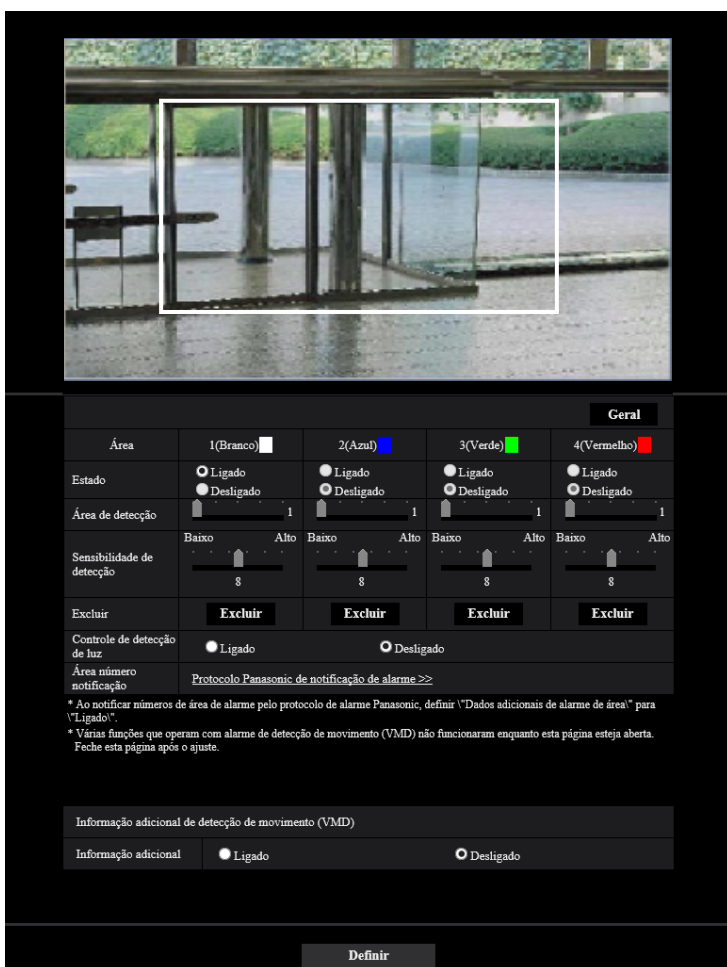 Geral
Área 1(Branco) 2(Azul) 3(Verde) 4(Vermelho)
Estado
Ligado Ligado Ligado Ligado
Desligado Desligado Desligado Desligado
Área de detecção 1 1 1 1
Baixo Alto Baixo Alto Baixo Alto Baixo Alto
Sensibilidade de
detecção
8 8 8 8
Excluir Excluir Excluir Excluir Excluir
Controle de detecção
de luz
Ligado Desligado
Área número
notificação
Protocolo Panasonic de notificação de alarme >>
* Ao notificar números de área de alarme pelo protocolo de alarme Panasonic, definir \"Dados adicionais de alarme de área\" para
\"Ligado\".
* Várias funções que operam com alarme de detecção de movimento (VMD) não funcionaram enquanto esta página esteja aberta.
Feche esta página após o ajuste.
Informação adicional de detecção de movimento (VMD)
Informação adicional Ligado Desligado
Definir